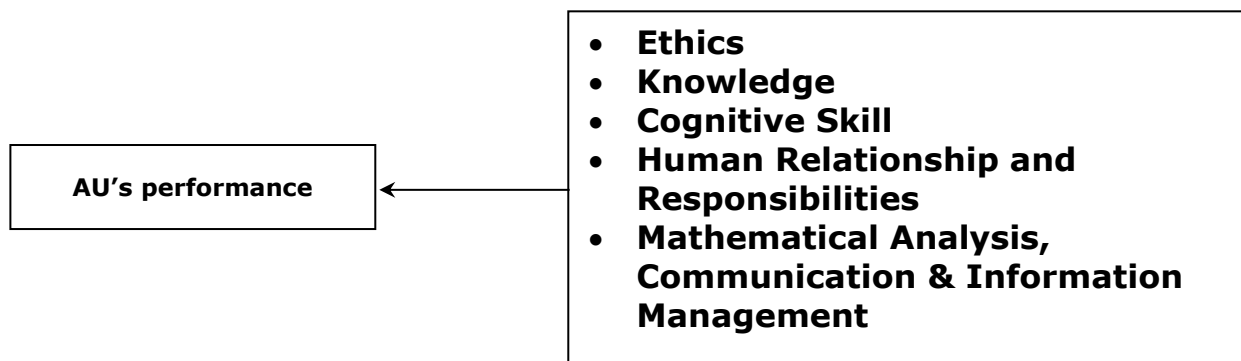 AU’s performance
• Ethics
• Knowledge
• Cognitive Skill
• Human Relationship and
Responsibilities
• Mathematical Analysis,
Communication & Information
Management